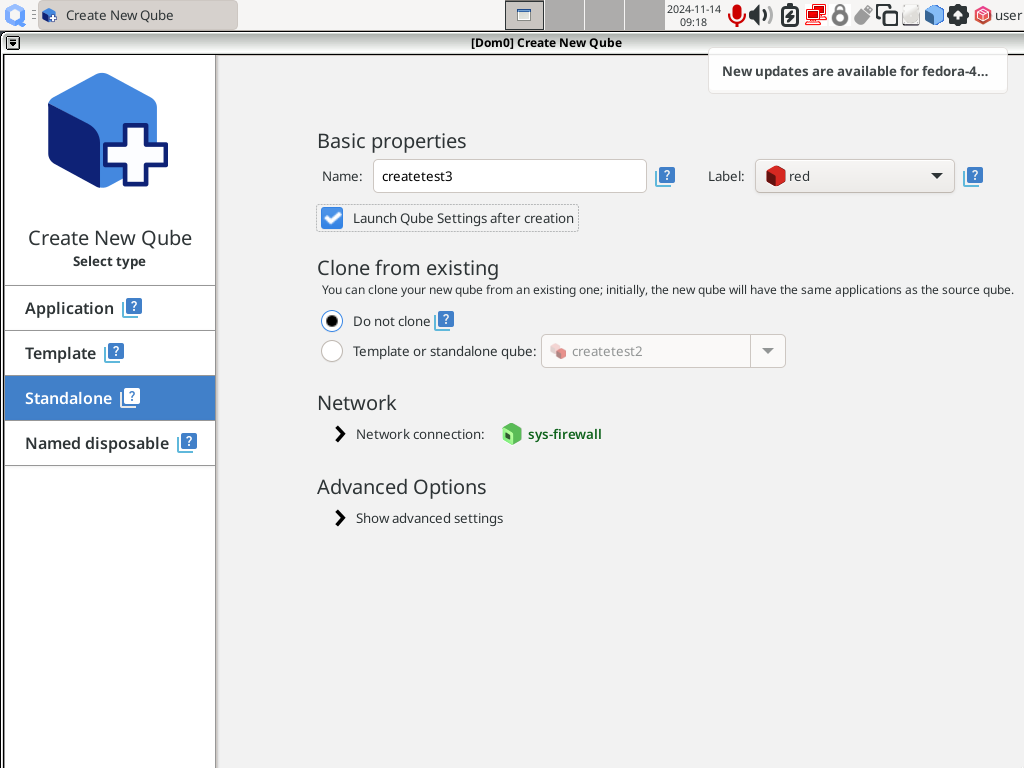 Create New Qube
2024-11-14
09:18
user
[Dom0] Create New Qube
New updates are available for fedora-4...
Create New Qube
Select type
Application ?
Template ?
Standalone ?
Named disposable ?
Basic properties
Name: createtest3 ? Label: red ?
Launch Qube Settings after creation
Clone from existing
You can clone your new qube from an existing one; initially, the new qube will have the same applications as the source qube.
Do not clone ?
Template or standalone qube: createtest2
Network
Network connection: sys-firewall
Advanced Options
Show advanced settings